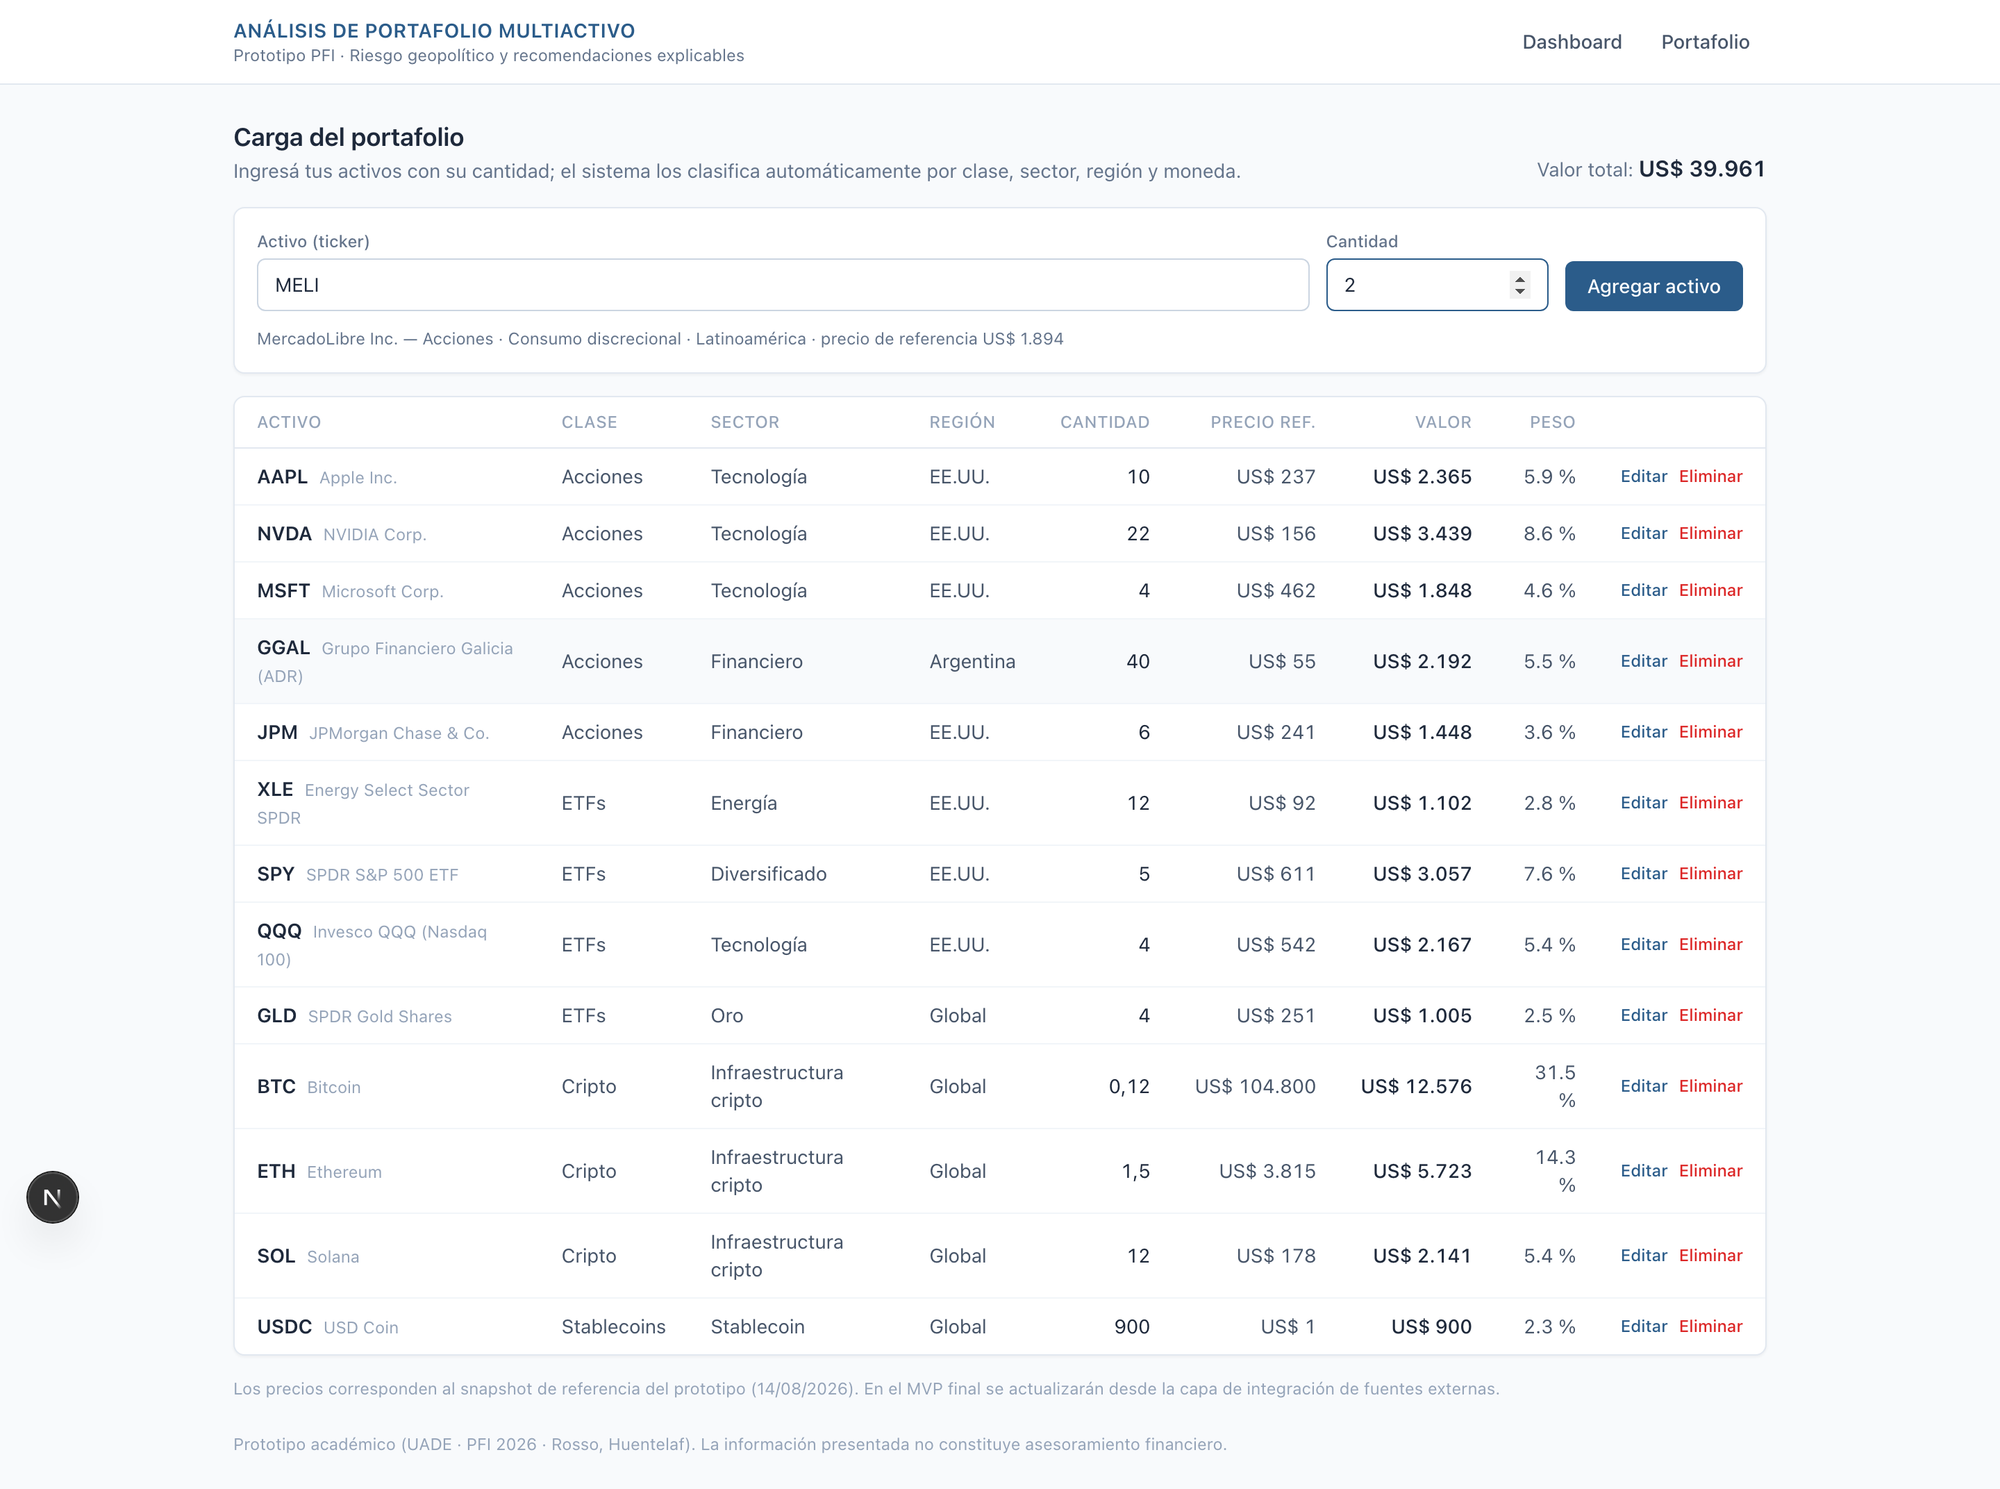 ANÁLISIS DE PORTAFOLIO MULTIACTIVO
Prototipo PFI · Riesgo geopolítico y recomendaciones explicables
Dashboard Portafolio
Carga del portafolio
Ingresá tus activos con su cantidad; el sistema los clasifica automáticamente por clase, sector, región y moneda.
Valor total: US$ 39.961
Activo (ticker) Cantidad
MELI 2 Agregar activo
MercadoLibre Inc. — Acciones · Consumo discrecional · Latinoamérica · precio de referencia US$ 1.894
ACTIVO CLASE SECTOR REGIÓN CANTIDAD PRECIO REF. VALOR PESO
AAPL Apple Inc. Acciones Tecnología EE.UU. 10 US$ 237 US$ 2.365 5.9 % Editar Eliminar
NVDA NVIDIA Corp. Acciones Tecnología EE.UU. 22 US$ 156 US$ 3.439 8.6 % Editar Eliminar
MSFT Microsoft Corp. Acciones Tecnología EE.UU. 4 US$ 462 US$ 1.848 4.6 % Editar Eliminar
GGAL Grupo Financiero Galicia
(ADR) Acciones Financiero Argentina 40 US$ 55 US$ 2.192 5.5 % Editar Eliminar
JPM JPMorgan Chase & Co. Acciones Financiero EE.UU. 6 US$ 241 US$ 1.448 3.6 % Editar Eliminar
XLE Energy Select Sector
SPDR ETFs Energía EE.UU. 12 US$ 92 US$ 1.102 2.8 % Editar Eliminar
SPY SPDR S&P 500 ETF ETFs Diversificado EE.UU. 5 US$ 611 US$ 3.057 7.6 % Editar Eliminar
QQQ Invesco QQQ (Nasdaq
100) ETFs Tecnología EE.UU. 4 US$ 542 US$ 2.167 5.4 % Editar Eliminar
GLD SPDR Gold Shares ETFs Oro Global 4 US$ 251 US$ 1.005 2.5 % Editar Eliminar
BTC Bitcoin Cripto Infraestructura
cripto Global 0,12 US$ 104.800 US$ 12.576 31.5
% Editar Eliminar
ETH Ethereum Cripto Infraestructura
cripto Global 1,5 US$ 3.815 US$ 5.723 14.3
% Editar Eliminar
SOL Solana Cripto Infraestructura
cripto Global 12 US$ 178 US$ 2.141 5.4 % Editar Eliminar
USDC USD Coin Stablecoins Stablecoin Global 900 US$ 1 US$ 900 2.3 % Editar Eliminar
N
Los precios corresponden al snapshot de referencia del prototipo (14/08/2026). En el MVP final se actualizarán desde la capa de integración de fuentes externas.
Prototipo académico (UADE · PFI 2026 · Rosso, Huentelaf). La información presentada no constituye asesoramiento financiero.